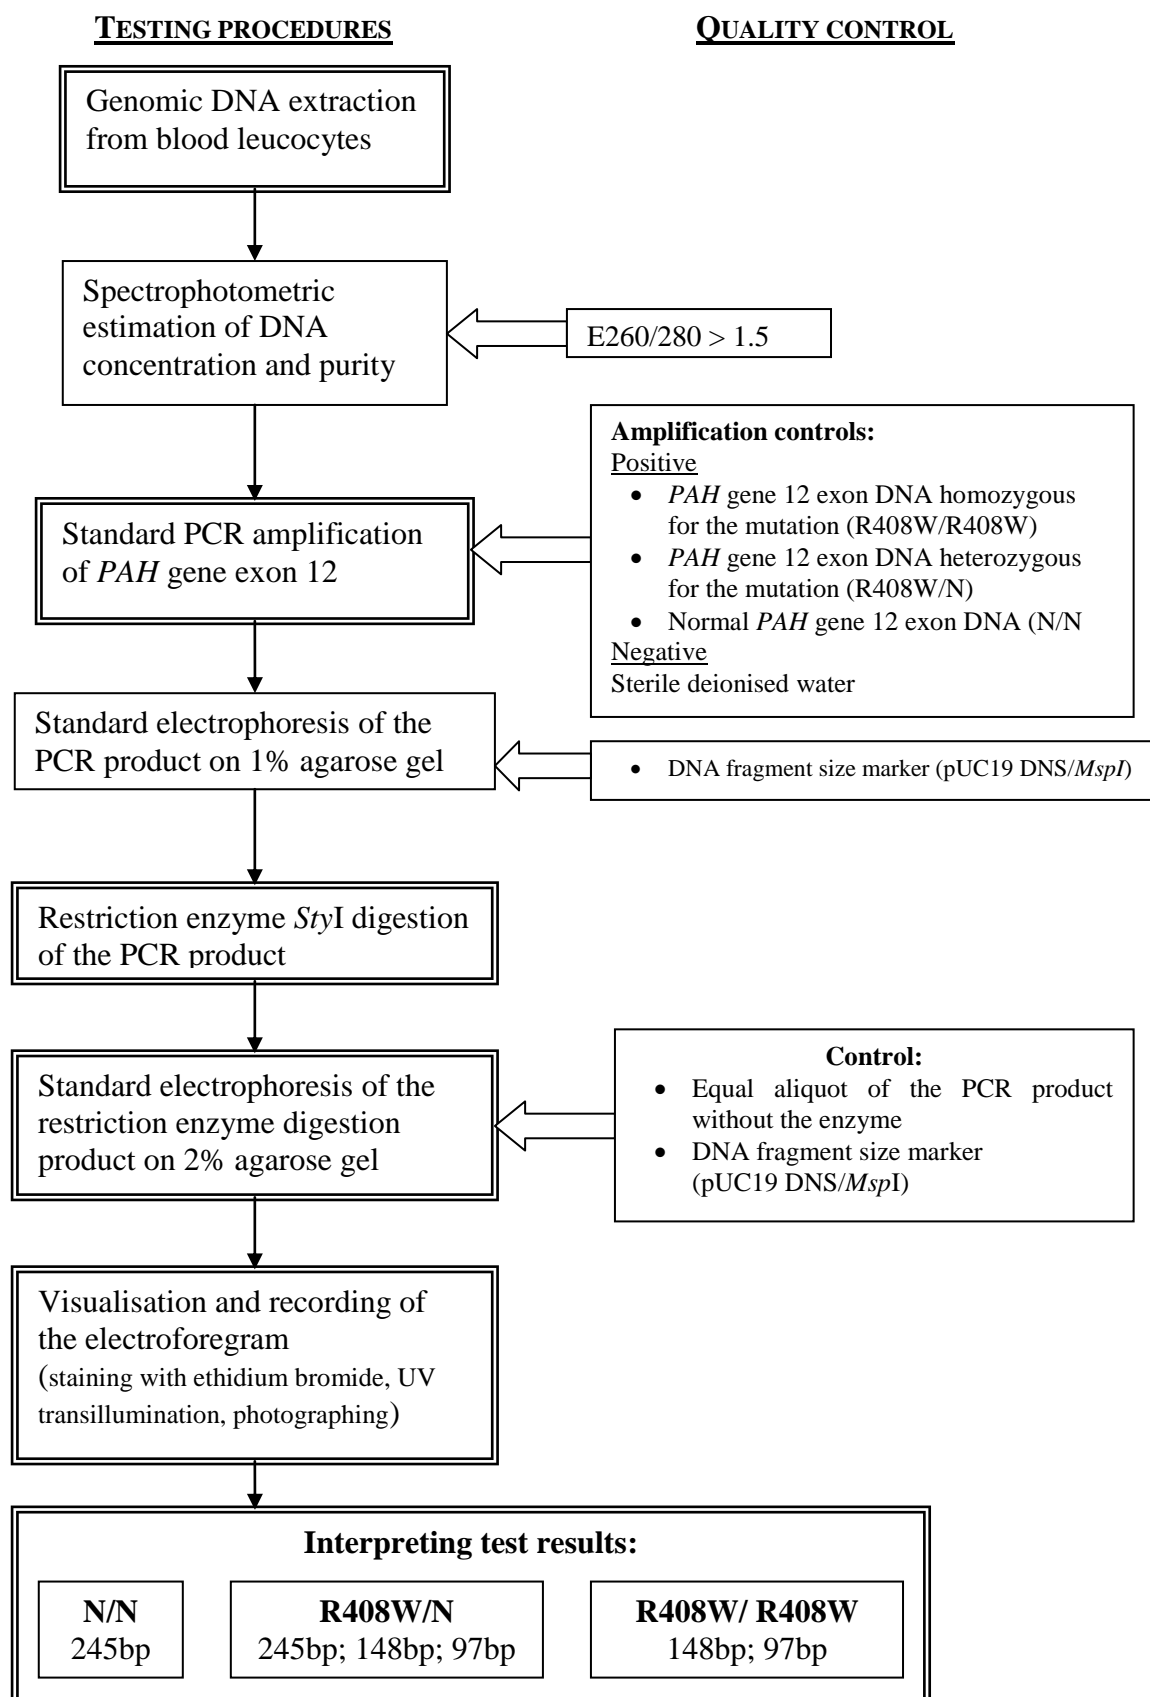 TESTING PROCEDURES
QUALITY CONTROL
Genomic DNA extraction
from blood leucocytes
Spectrophotometric
estimation of DNA
concentration and purity
E260/280 > 1.5
Amplification controls:
Positive
• PAH gene 12 exon DNA homozygous
for the mutation (R408W/R408W)
• PAH gene 12 exon DNA heterozygous
for the mutation (R408W/N)
• Normal PAH gene 12 exon DNA (N/N
Negative
Sterile deionised water
Standard PCR amplification
of PAH gene exon 12
Standard electrophoresis of the
PCR product on 1% agarose gel
• DNA fragment size marker (pUC19 DNS/MspI)
Restriction enzyme StyI digestion
of the PCR product
Standard electrophoresis of the
restriction enzyme digestion
product on 2% agarose gel
Control:
• Equal aliquot of the PCR product
without the enzyme
• DNA fragment size marker
(pUC19 DNS/MspI)
Visualisation and recording of
the electroforegram
(staining with ethidium bromide, UV
transillumination, photographing)
Interpreting test results:
N/N
245bp
R408W/N
245bp; 148bp; 97bp
R408W/ R408W
148bp; 97bp